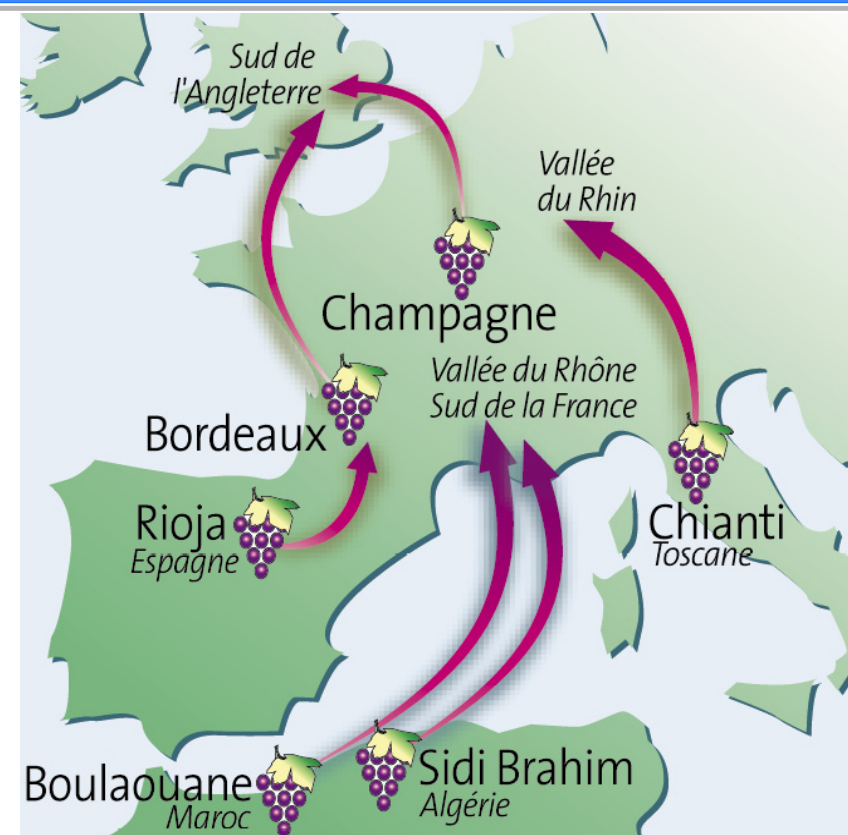 Sud de
l'Angleterre
Vallée
du Rhin
Champagne
Vallée du Rhône
Sud de la France
Bordeaux
Rioja
Espagne
Chianti
Toscane
Boulaouane
Maroc
Sidi Brahim
Algérie